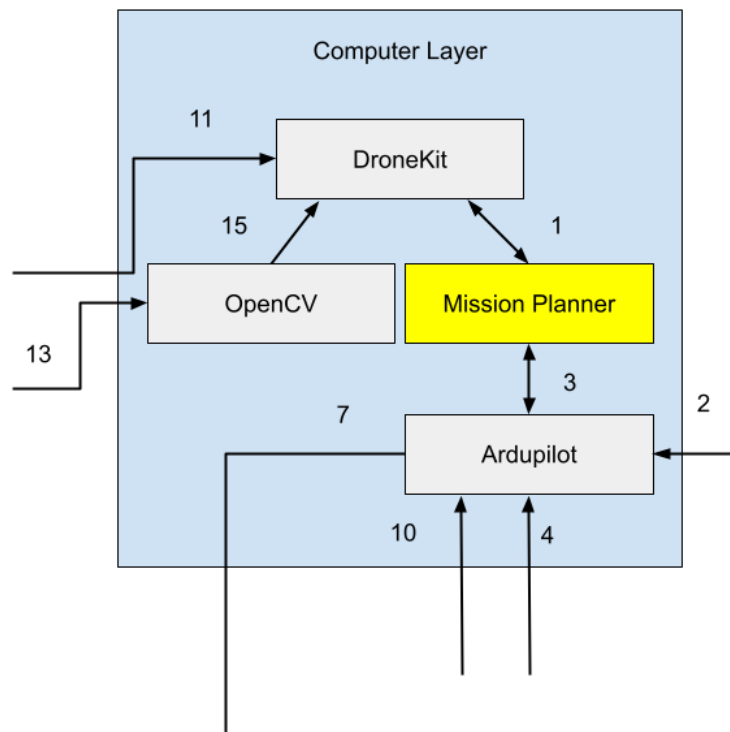 Computer Layer
11
DroneKit
15
1
OpenCV
Mission Planner
13
3
7
2
Ardupilot
10
4